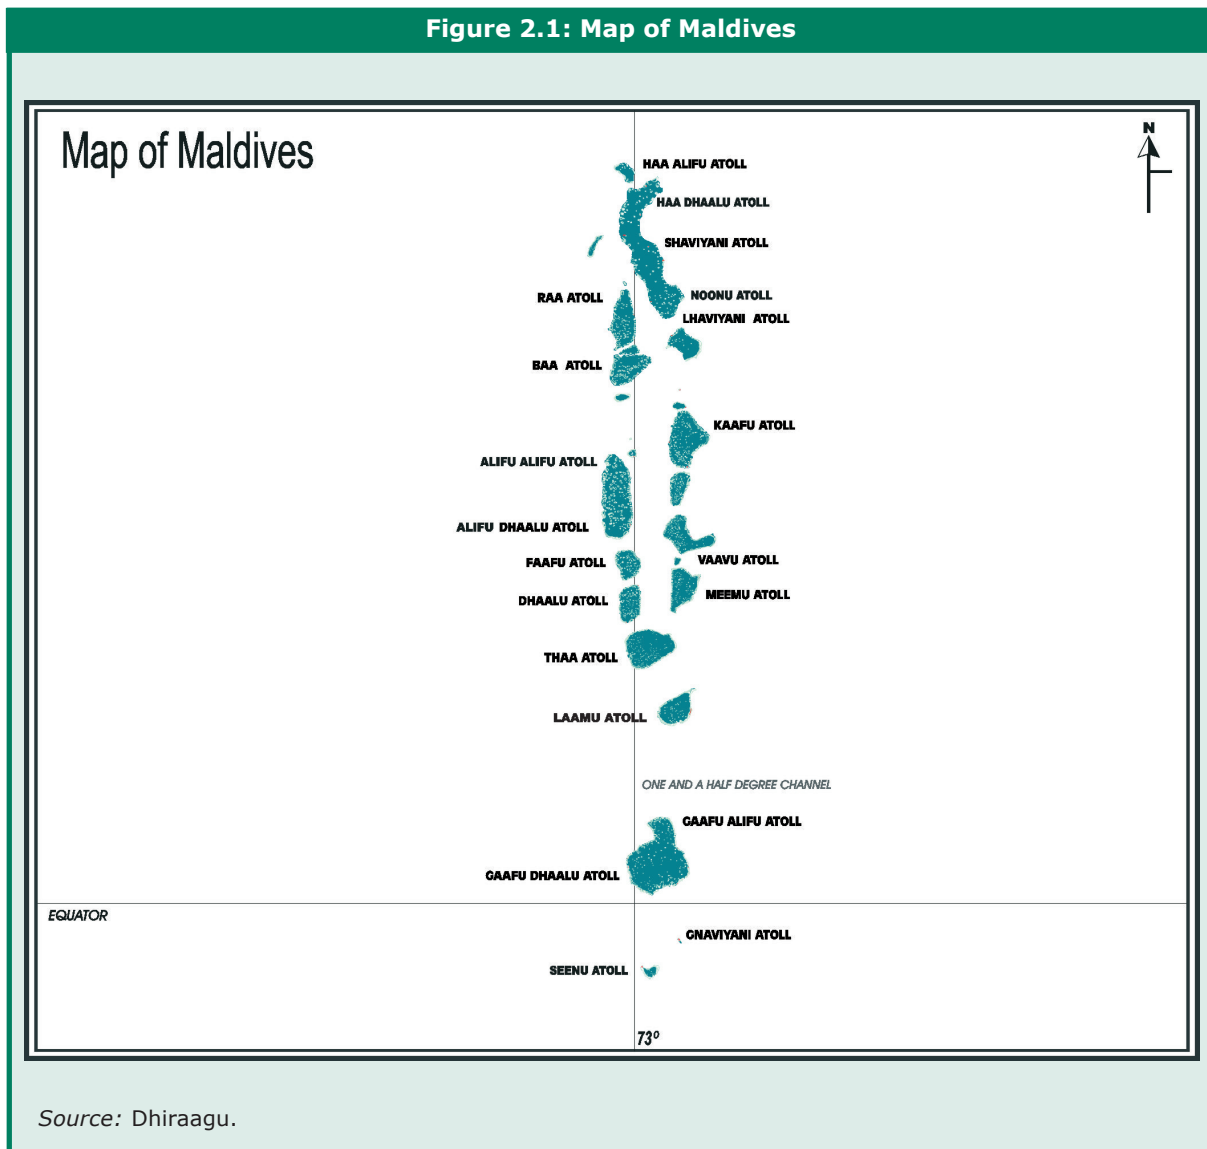 Figure 2.1: Map of Maldives
Map of Maldives
N
HAA ALIFU ATOLL
HAA DHAALU ATOLL
SHAVIYANI ATOLL
RAA ATOLL
NOONU ATOLL
LHAVIYANI ATOLL
BAA ATOLL
KAAFU ATOLL
ALIFU ALIFU ATOLL
ALIFU DHAALU ATOLL
FAAFU ATOLL
VAAVU ATOLL
DHAALU ATOLL
MEEMU ATOLL
THAA ATOLL
LAAMU ATOLL
ONE AND A HALF DEGREE CHANNEL
GAAFU ALIFU ATOLL
GAAFU DHAALU ATOLL
EQUATOR
GNAVIYANI ATOLL
SEENU ATOLL
73º
Source: Dhiraagu.